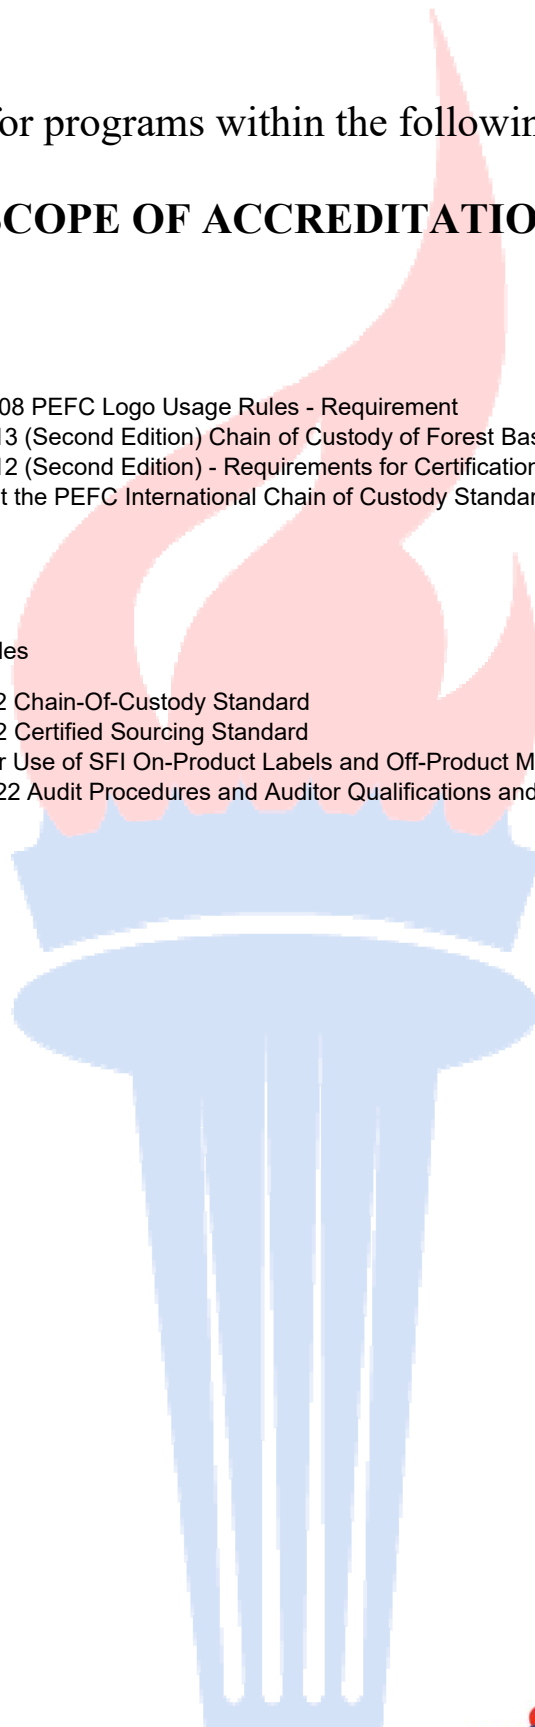 for programs within the followin
SCOPE OF ACCREDITATIO
08 PEFC Logo Usage Rules - Requirement
13 (Second Edition) Chain of Custody of Forest Bas
12 (Second Edition) - Requirements for Certification
t the PEFC International Chain of Custody Standar
les
2 Chain-Of-Custody Standard
2 Certified Sourcing Standard
r Use of SFI On-Product Labels and Off-Product M
22 Audit Procedures and Auditor Qualifications and